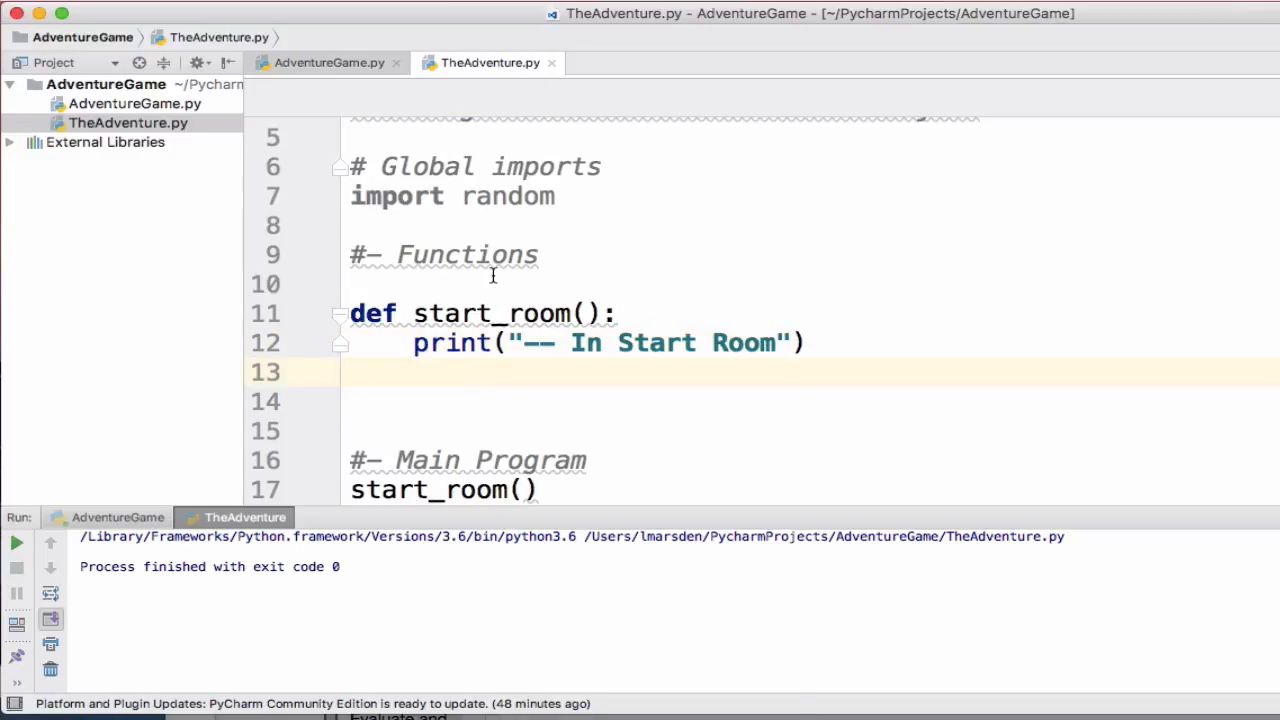 TheAdventure.py - AdventureGame - [~/PycharmProjects/AdventureGame]
AdventureGame TheAdventure.py
Project AdventureGame.py TheAdventure.py
AdventureGame ~/Pycharm
AdventureGame.py
TheAdventure.py
External Libraries
5
6 # Global imports
7 import random
8
9 #- Functions
10
11 def start_room():
12 print("-- In Start Room")
13
14
15
16 #- Main Program
17 start_room()
Run: AdventureGame TheAdventure
/Library/Frameworks/Python.framework/Versions/3.6/bin/python3.6 /Users/lmarsden/PycharmProjects/AdventureGame/TheAdventure.py
Process finished with exit code 0
Platform and Plugin Updates: PyCharm Community Edition is ready to update. (48 minutes ago)
Evaluate and